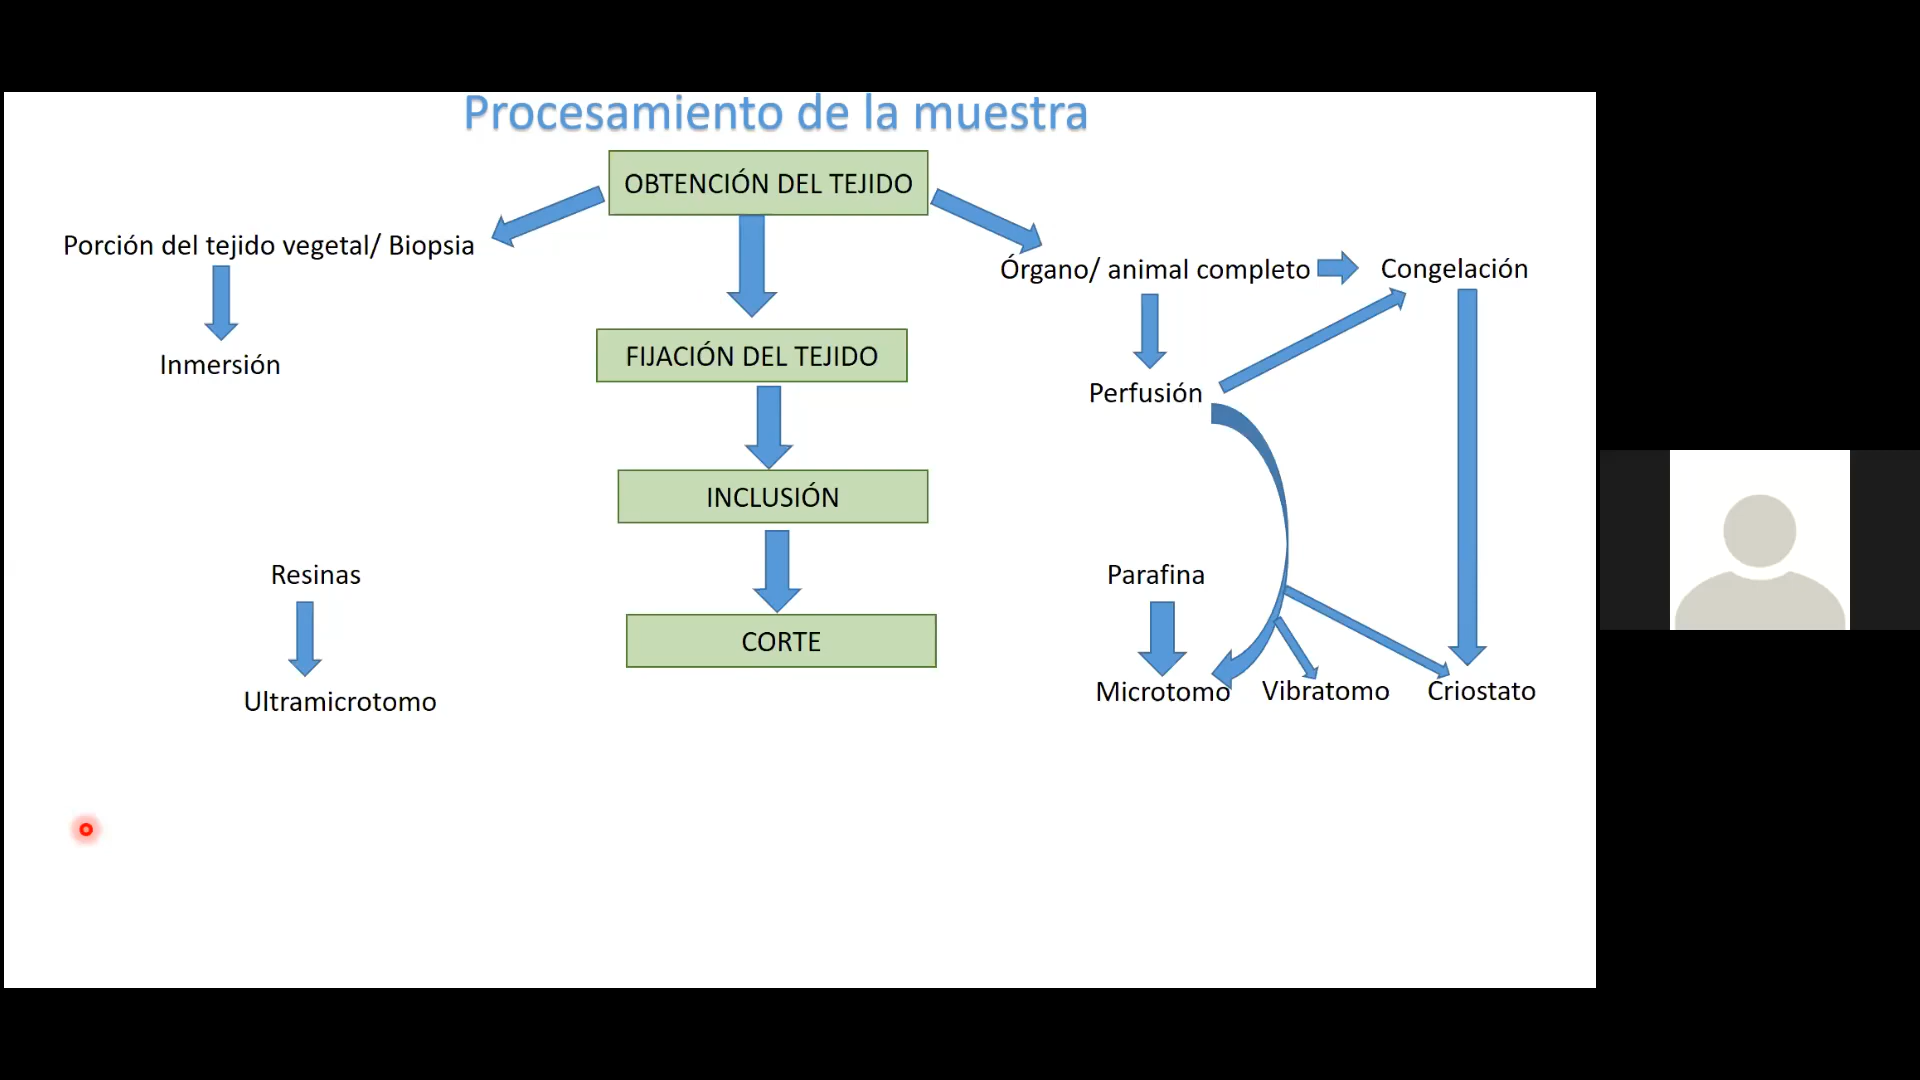 Procesamiento de la muestra
OBTENCIÓN DEL TEJIDO
Porción del tejido vegetal/ Biopsia
Órgano/ animal completo
Congelación
FIJACIÓN DEL TEJIDO
Inmersión
Perfusión
INCLUSIÓN
Resinas
Parafina
CORTE
Ultramicrotomo
Microtomo
Vibratomo
Criostato